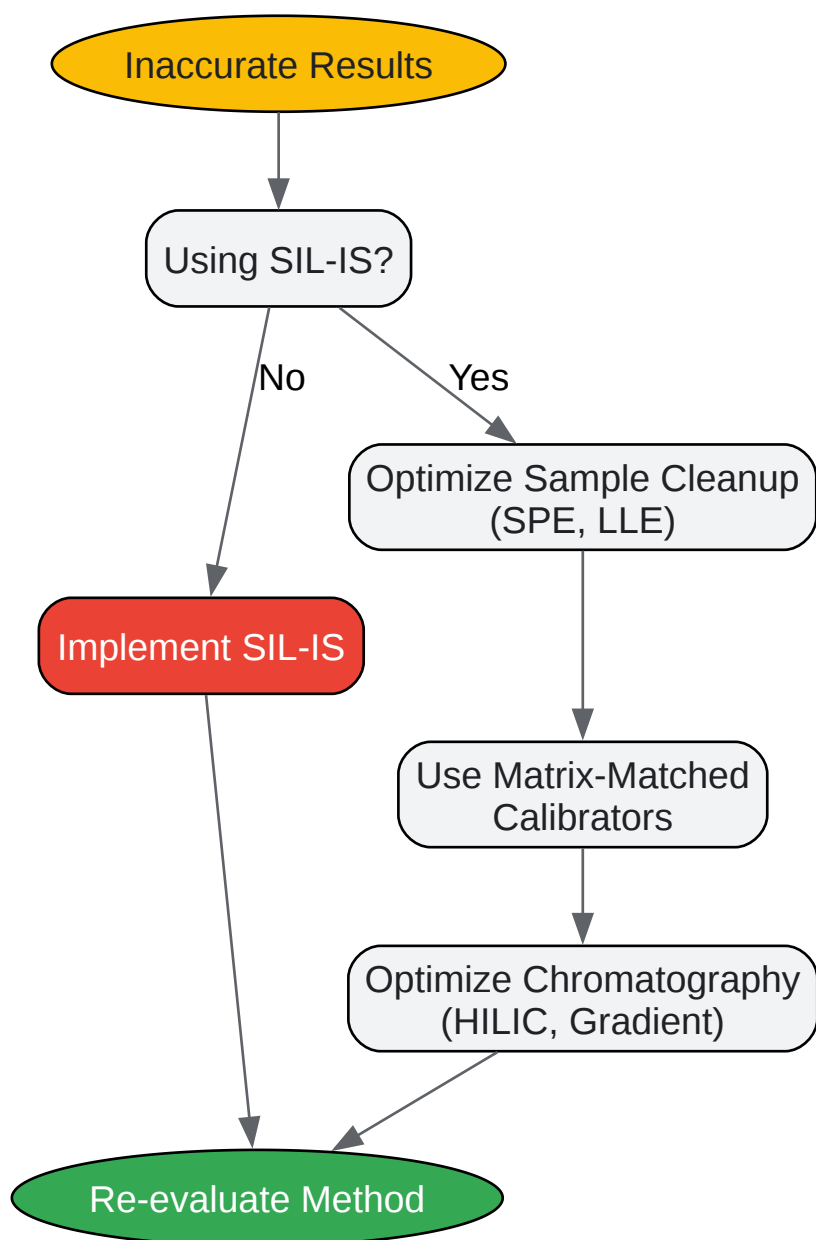 Inaccurate Results
Using SIL-IS?
No
Yes
Optimize Sample Cleanup
(SPE, LLE)
Implement SIL-IS
Use Matrix-Matched
Calibrators
Optimize Chromatography
(HILIC, Gradient)
Re-evaluate Method